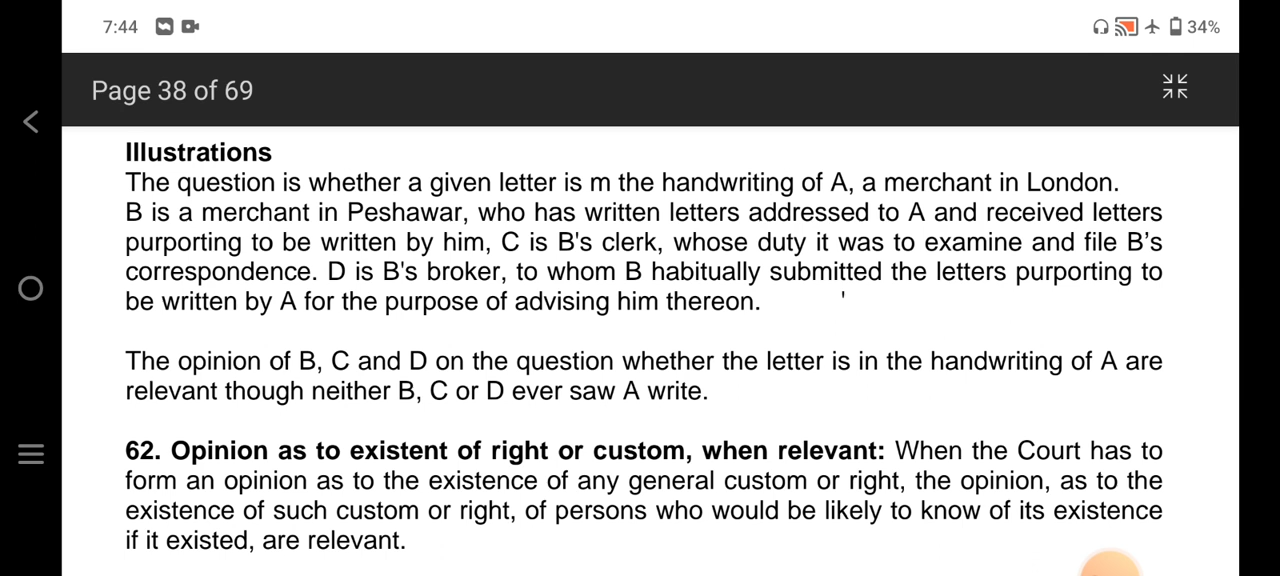 7:44
34%
Page 38 of 69
Illustrations
The question is whether a given letter is m the handwriting of A, a merchant in London.
B is a merchant in Peshawar, who has written letters addressed to A and received letters
purporting to be written by him, C is B's clerk, whose duty it was to examine and file B’s
correspondence. D is B's broker, to whom B habitually submitted the letters purporting to
be written by A for the purpose of advising him thereon. '
The opinion of B, C and D on the question whether the letter is in the handwriting of A are
relevant though neither B, C or D ever saw A write.
62. Opinion as to existent of right or custom, when relevant: When the Court has to
form an opinion as to the existence of any general custom or right, the opinion, as to the
existence of such custom or right, of persons who would be likely to know of its existence
if it existed, are relevant.